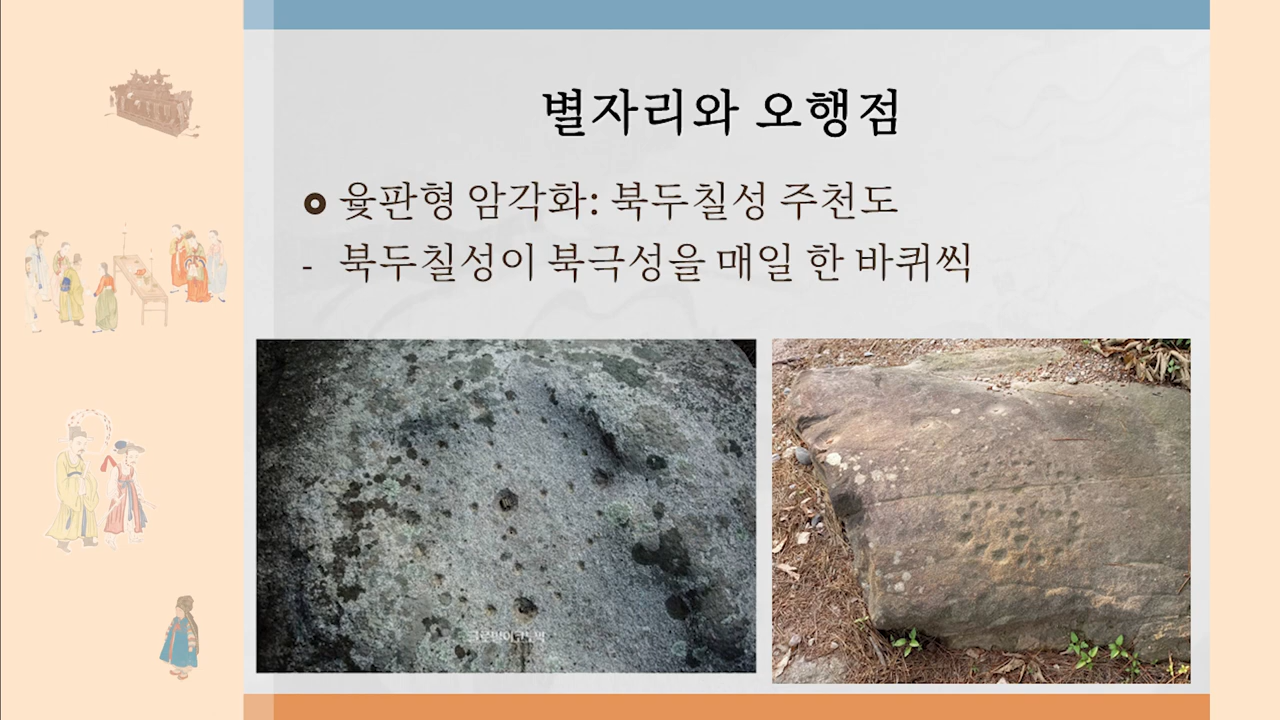 별자리와 오행점
윷판형 암각화: 북두칠성 주천도
- 북두칠성이 북극성을 매일 한 바퀴씩